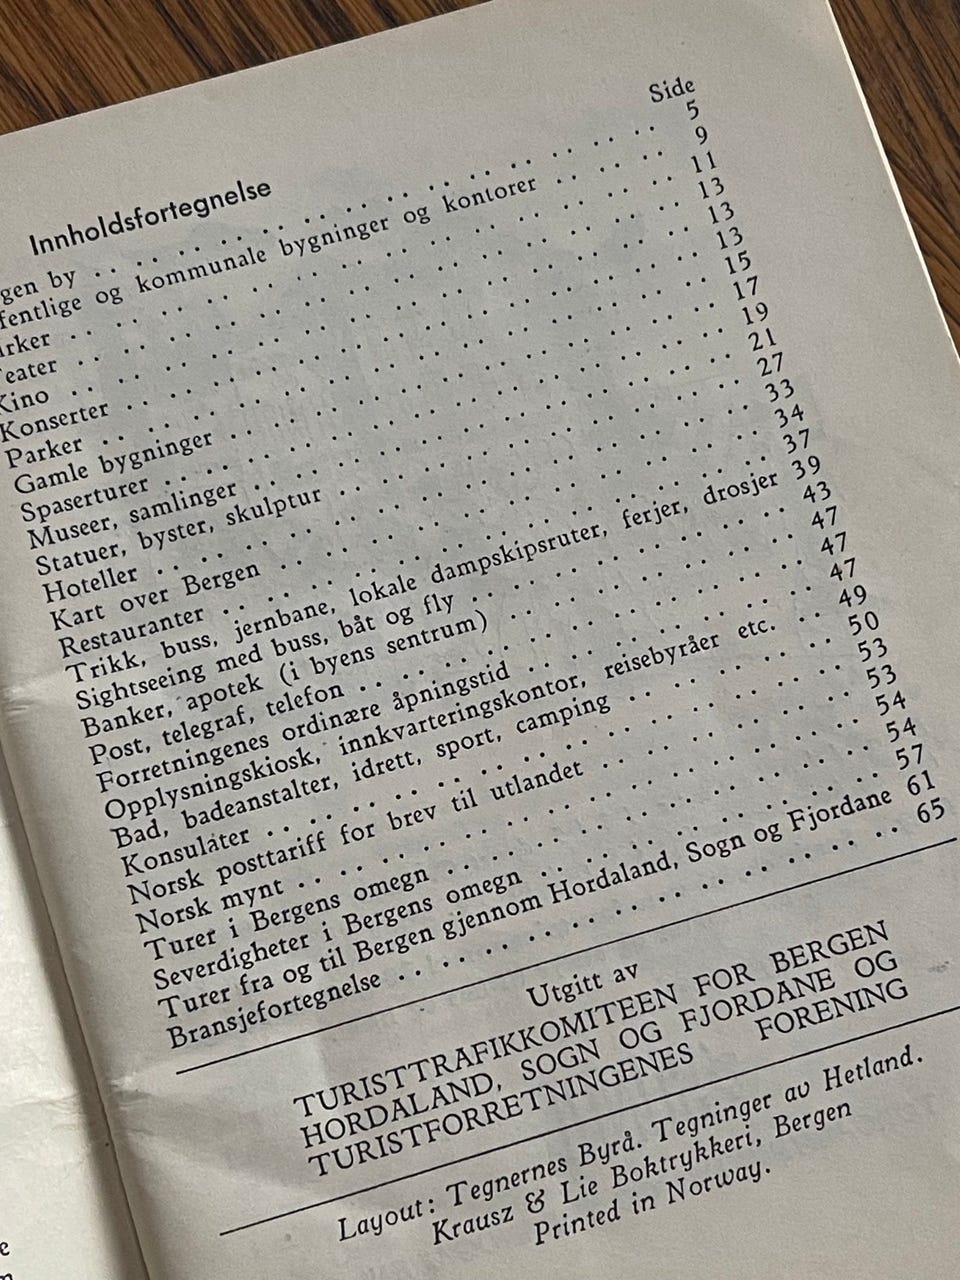 Innholdsfortegnelse
Side
gen by . . . . . . . . . . . . . . . . . . . . 5
fentlige og kommunale bygninger og kontorer . . . . 9
rker . . . . . . . . . . . . . . . . . . . . 11
eater . . . . . . . . . . . . . . . . . . . . 13
Kino . . . . . . . . . . . . . . . . . . . . 13
Konserter . . . . . . . . . . . . . . . . . . 13
Parker . . . . . . . . . . . . . . . . . . . . 15
Gamle bygninger . . . . . . . . . . . . . . . . 17
Spaserturer . . . . . . . . . . . . . . . . . . 19
Museer, samlinger . . . . . . . . . . . . . . . 21
Statuer, byster, skulptur . . . . . . . . . . . . 27
Hoteller . . . . . . . . . . . . . . . . . . . 33
Kart over Bergen . . . . . . . . . . . . . . . . 34
Restauranter . . . . . . . . . . . . . . . . . 37
Trikk, buss, jernbane, lokale dampskipsruter, ferjer, drosjer 39
Sightseeing med buss, båt og fly . . . . . . . . . . 43
Banker, apotek (i byens sentrum) . . . . . . . . . 47
Post, telegraf, telefon . . . . . . . . . . . . . . 47
Forretningenes ordinære åpningstid . . . . . . . . 47
Opplysningskiosk, innkvarteringskontor, reisebyråer etc. . . 49
Bad, badeanstalter, idrett, sport, camping . . . . . . 50
Konsulater . . . . . . . . . . . . . . . . . . 53
Norsk posttariff for brev til utlandet . . . . . . . . 53
Norsk mynt . . . . . . . . . . . . . . . . . . 54
Turer i Bergens omegn . . . . . . . . . . . . . 54
Severdigheter i Bergens omegn . . . . . . . . . . 57
Turer fra og til Bergen gjennom Hordaland, Sogn og Fjordane 61
Bransjefortegnelse . . . . . . . . . . . . . . . 65
Utgitt av
TURISTTRAFIKKOMITEEN FOR BERGEN
HORDALAND, SOGN OG FJORDANE OG
TURISTFORRETNINGENES FORENING
Layout: Tegnernes Byrå. Tegninger av Hetland.
Krausz & Lie Boktrykkeri, Bergen
Printed in Norway.